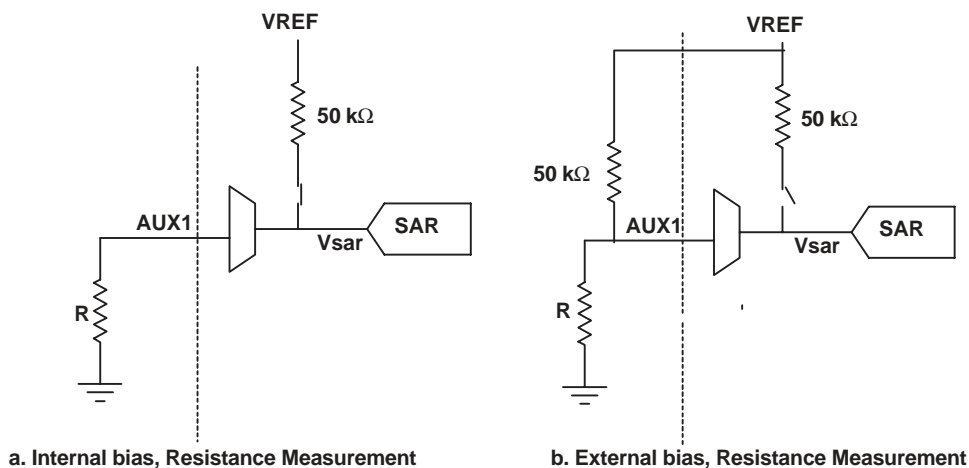 VREF
50 kΩ
AUX1
Vsar
SAR
R
a. Internal bias, Resistance Measurement
VREF
50 kΩ
50 kΩ
AUX1
Vsar
SAR
R
b. External bias, Resistance Measurement